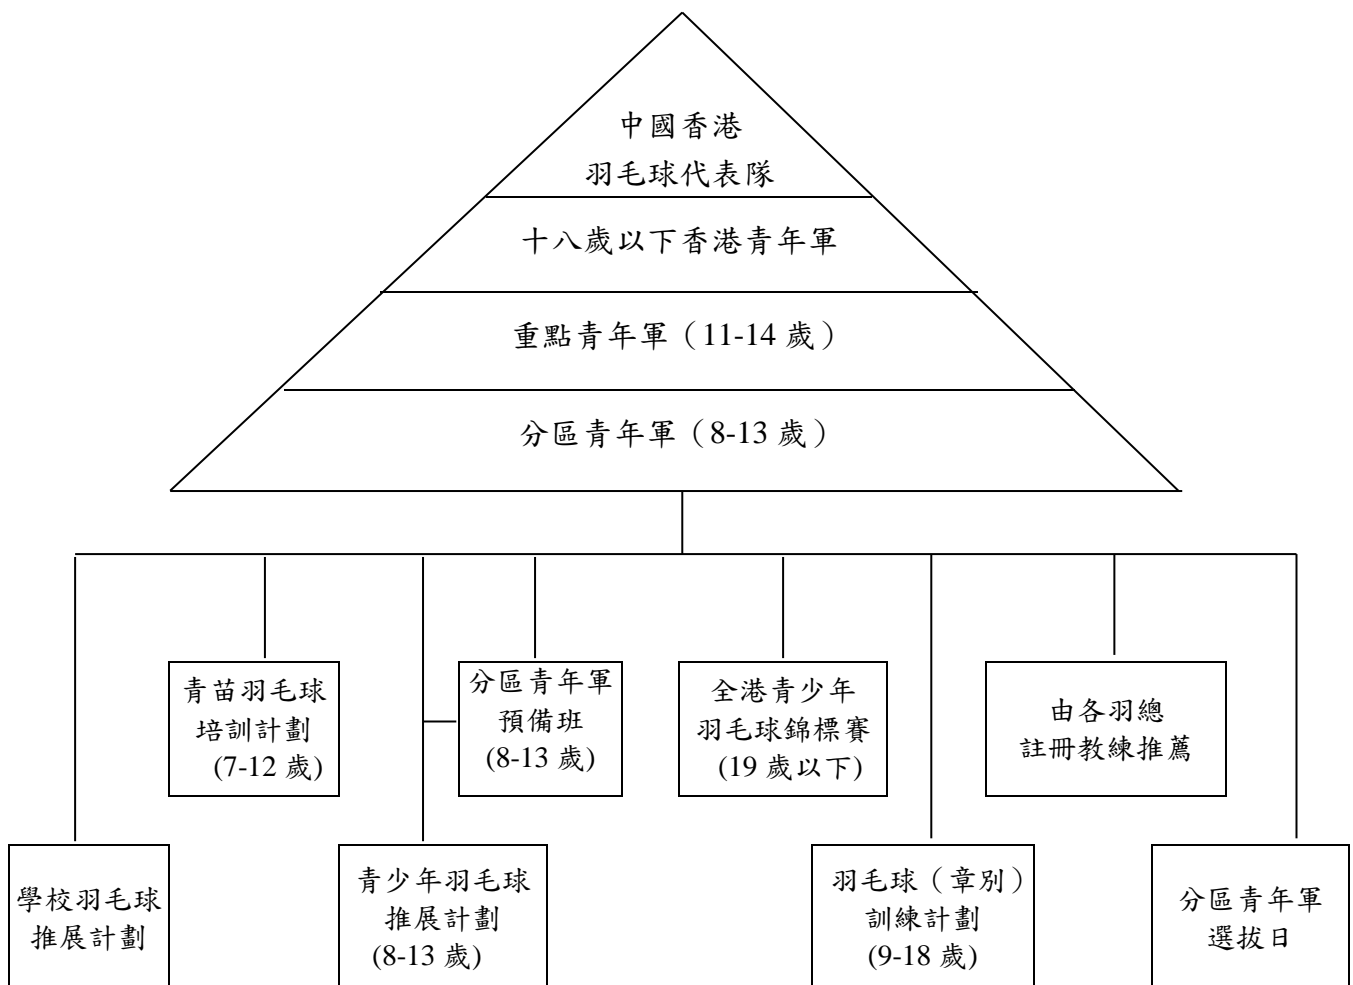 中國香港
羽毛球代表隊
十八歲以下香港青年軍
重點青年軍（11-14 歲）
分區青年軍（8-13 歲）
青苗羽毛球
培訓計劃
(7-12 歲)
分區青年軍
預備班
(8-13 歲)
全港青少年
羽毛球錦標賽
(19 歲以下)
由各羽總
註冊教練推薦
學校羽毛球
推展計劃
青少年羽毛球
推展計劃
(8-13 歲)
羽毛球（章別）
訓練計劃
(9-18 歲)
分區青年軍
選拔日